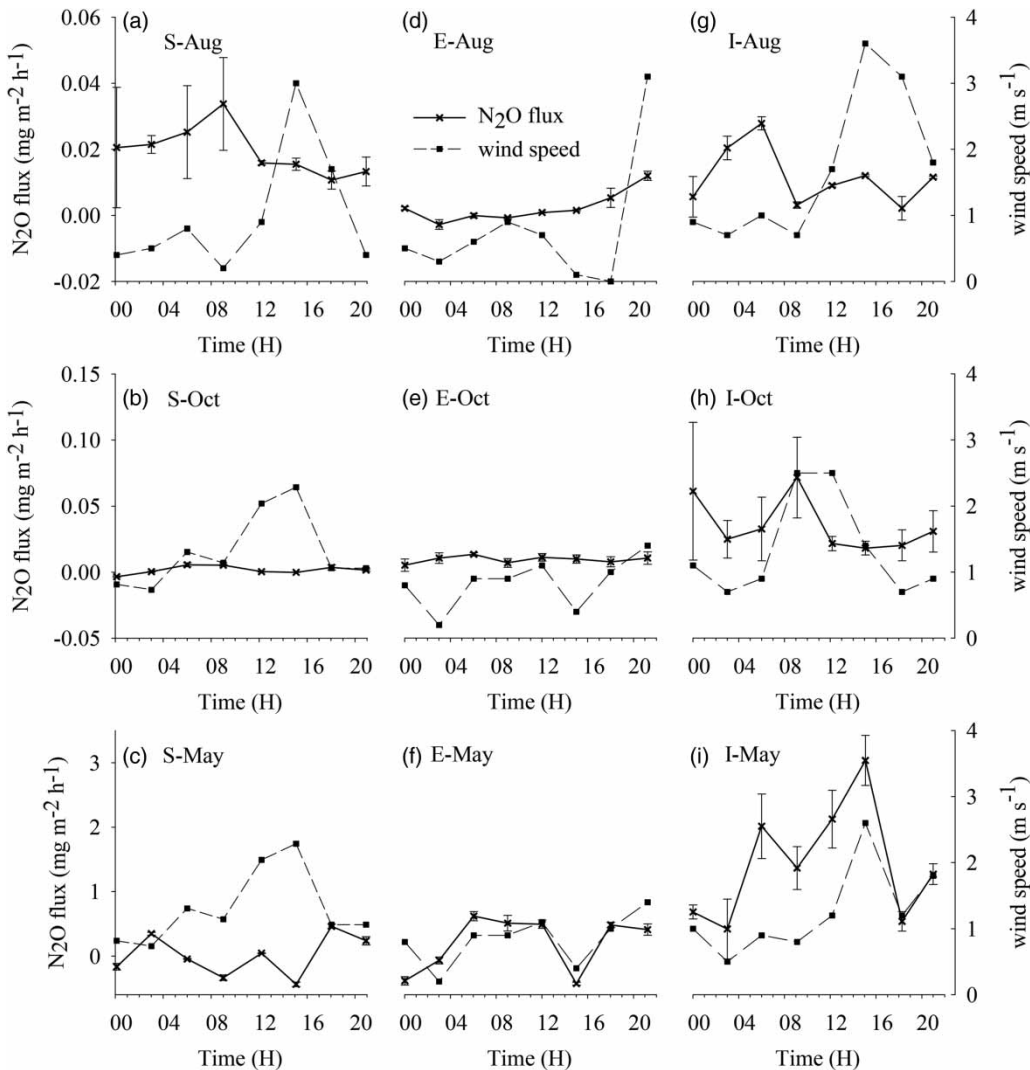 (a) S-Aug
(d) E-Aug
(g) I-Aug
N2O flux
wind speed
N2O flux (mg m-2 h-1)
0.06
0.04
0.02
0.00
-0.02
wind speed (m s-1)
4
3
2
1
0
00 04 08 12 16 20
Time (H)
00 04 08 12 16 20
Time (H)
00 04 08 12 16 20
Time (H)
(b) S-Oct
(e) E-Oct
(h) I-Oct
N2O flux (mg m-2 h-1)
0.15
0.10
0.05
0.00
-0.05
wind speed (m s-1)
4
3
2
1
0
00 04 08 12 16 20
Time (H)
00 04 08 12 16 20
Time (H)
00 04 08 12 16 20
Time (H)
(c) S-May
(f) E-May
(i) I-May
N2O flux (mg m-2 h-1)
3
2
1
0
wind speed (m s-1)
4
3
2
1
0
00 04 08 12 16 20
Time (H)
00 04 08 12 16 20
Time (H)
00 04 08 12 16 20
Time (H)